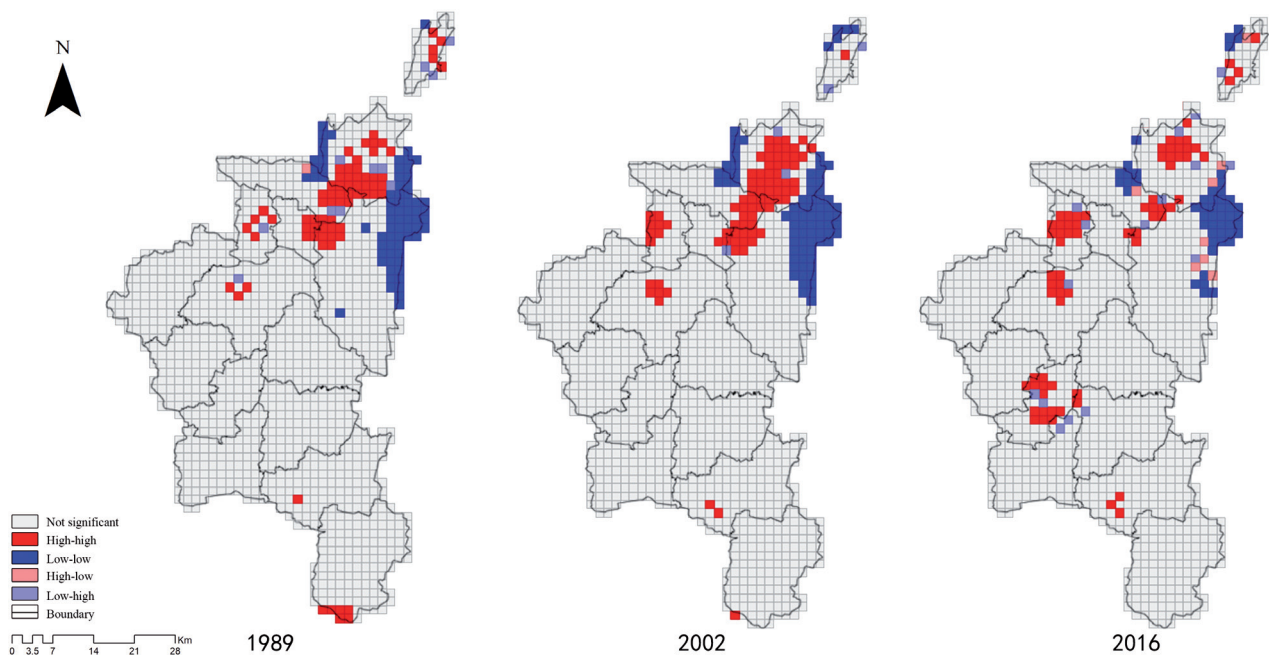 N
Not significant
High-high
Low-low
High-low
Low-high
Boundary
Km
0 3.5 7 14 21 28
1989
2002
2016